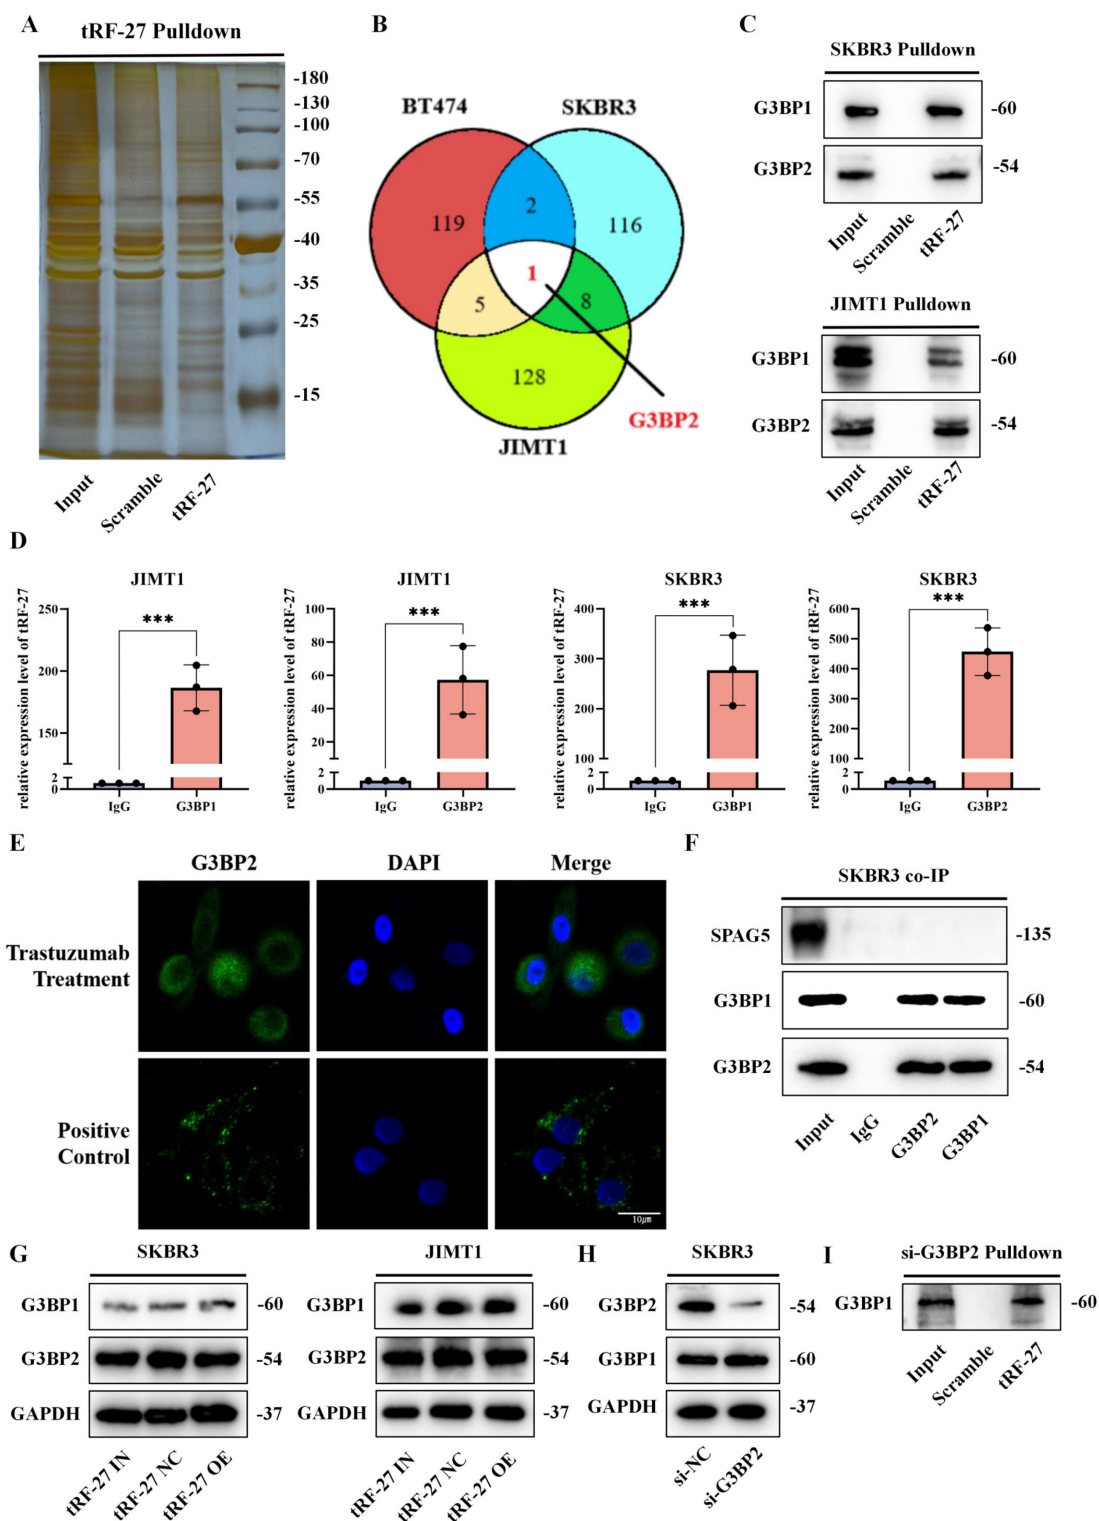 A
tRF-27 Pulldown
-180
-130
-100
-70
-55
-40
-35
-25
-15
Input
Scramble
tRF-27
B
BT474
SKBR3
119
2
116
1
5
8
128
G3BP2
JIMT1
C
SKBR3 Pulldown
G3BP1
-60
G3BP2
-54
Input
Scramble
tRF-27
JIMT1 Pulldown
G3BP1
-60
G3BP2
-54
Input
Scramble
tRF-27
D
JIMT1
relative expression level of tRF-27
250
200
150
2
0
***
IgG
G3BP1
JIMT1
relative expression level of tRF-27
100
80
60
40
20
2
0
***
IgG
G3BP2
SKBR3
relative expression level of tRF-27
400
300
200
100
2
0
***
IgG
G3BP1
SKBR3
relative expression level of tRF-27
600
500
400
300
200
100
2
0
***
IgG
G3BP2
E
G3BP2
DAPI
Merge
Trastuzumab
Treatment
Positive
Control
10μm
F
SKBR3 co-IP
SPAG5
-135
G3BP1
-60
G3BP2
-54
Input
IgG
G3BP2
G3BP1
G
SKBR3
G3BP1
-60
G3BP2
-54
GAPDH
-37
tRF-27 IN
tRF-27 NC
tRF-27 OE
JIMT1
G3BP1
-60
G3BP2
-54
GAPDH
-37
tRF-27 IN
tRF-27 NC
tRF-27 OE
H
SKBR3
G3BP2
-54
G3BP1
-60
GAPDH
-37
si-NC
si-G3BP2
I
si-G3BP2 Pulldown
G3BP1
-60
Input
Scramble
tRF-27